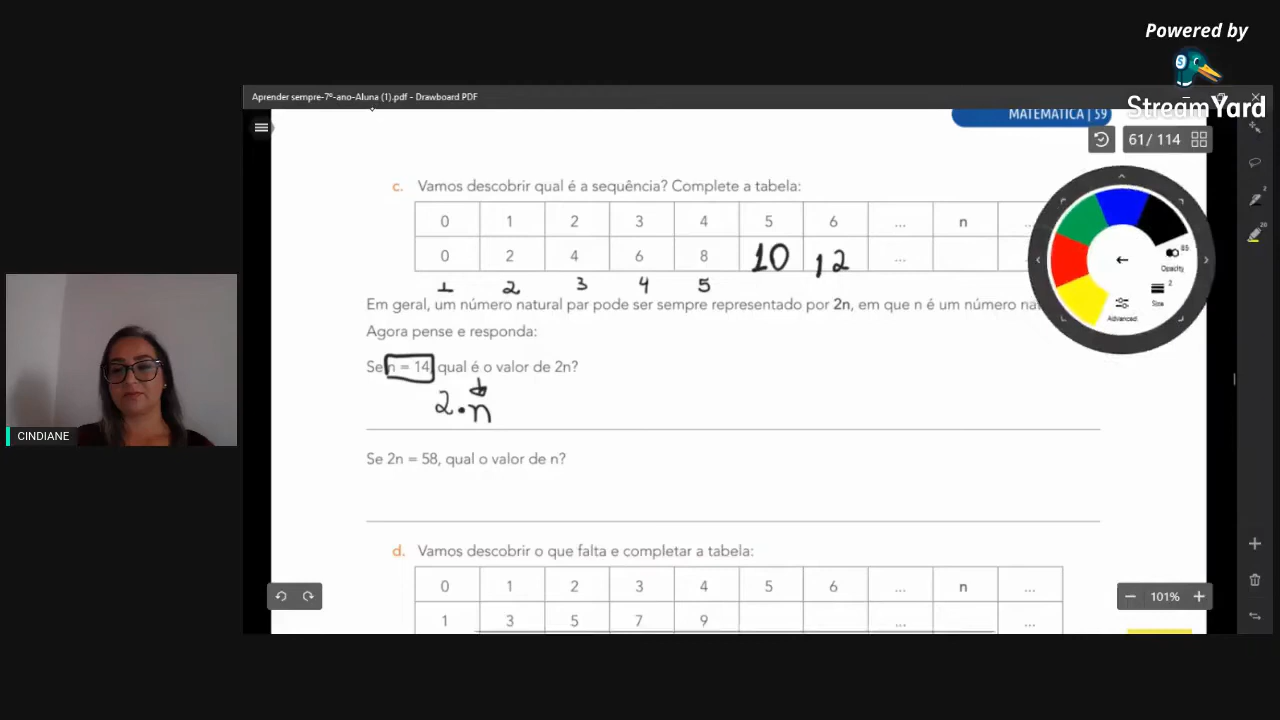 Powered by
StreamYard
Aprender sempre-7º-ano-Aluna (1).pdf - Drawboard PDF
MATEMÁTICA | 59
61 / 114
c. Vamos descobrir qual é a sequência? Complete a tabela:
0 1 2 3 4 5 6 ... n ...
0 2 4 6 8 10 12 ...
1 2 3 4 5
Em geral, um número natural par pode ser sempre representado por 2n, em que n é um número
Agora pense e responda:
Se n = 14, qual é o valor de 2n?
2 · n
Se 2n = 58, qual o valor de n?
d. Vamos descobrir o que falta e completar a tabela:
0 1 2 3 4 5 6 ... n ...
1 3 5 7 9 ... ...
85
Opacity
2
Size
Advanced
2
20
101%
CINDIANE